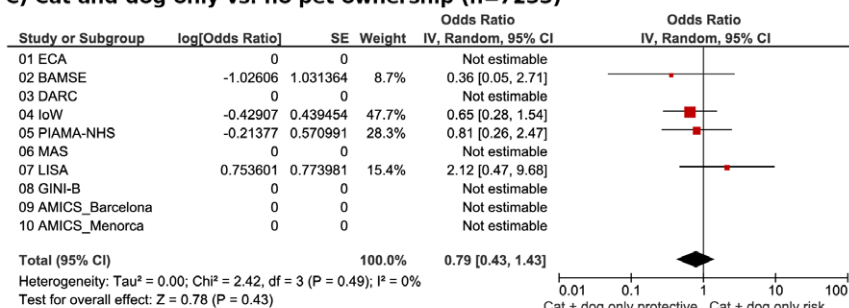 C) Cat and dog only vs. no pet ownership (n=7255)
Odds Ratio Odds Ratio
Study or Subgroup log[Odds Ratio] SE Weight IV, Random, 95% CI IV, Random, 95% CI
01 ECA 0 0 Not estimable
02 BAMSE -1.02606 1.031364 8.7% 0.36 [0.05, 2.71]
03 DARC 0 0 Not estimable
04 IoW -0.42907 0.439454 47.7% 0.65 [0.28, 1.54]
05 PIAMA-NHS -0.21377 0.570991 28.3% 0.81 [0.26, 2.47]
06 MAS 0 0 Not estimable
07 LISA 0.753601 0.773981 15.4% 2.12 [0.47, 9.68]
08 GINI-B 0 0 Not estimable
09 AMICS_Barcelona 0 0 Not estimable
10 AMICS_Menorca 0 0 Not estimable
Total (95% CI) 100.0% 0.79 [0.43, 1.43]
Heterogeneity: Tau² = 0.00; Chi² = 2.42, df = 3 (P = 0.49); I² = 0%
Test for overall effect: Z = 0.78 (P = 0.43)
0.01 0.1 1 10 100
Cat + dog only protective Cat + dog only risk